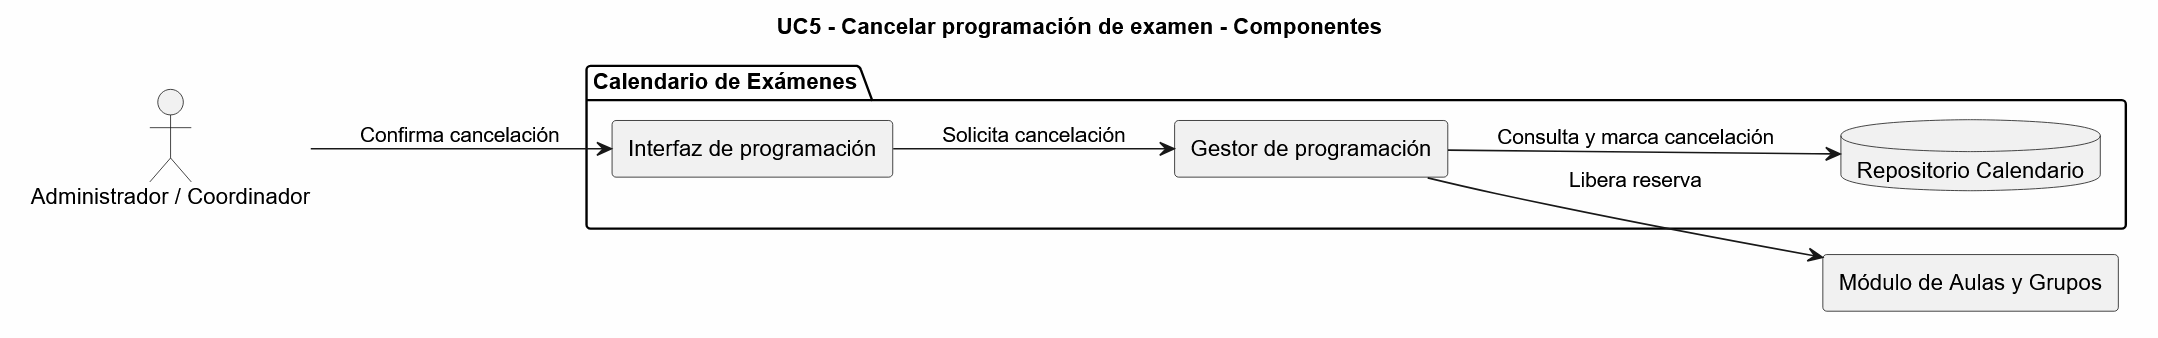 UC5 - Cancelar programación de examen - Componentes
Calendario de Exámenes
Administrador / Coordinador
Confirma cancelación
Interfaz de programación
Solicita cancelación
Gestor de programación
Consulta y marca cancelación
Repositorio Calendario
Libera reserva
Módulo de Aulas y Grupos